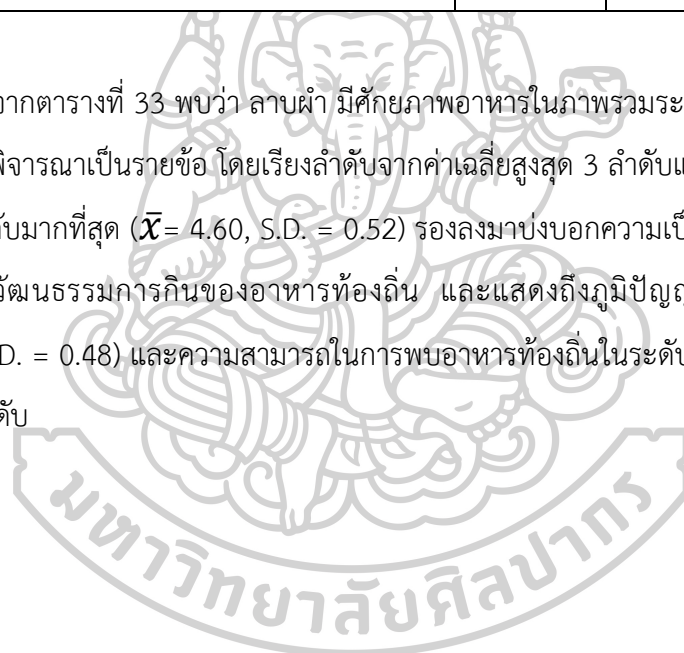 จากตารางที่ 33 พบว่า ลาบผำ มีศักยภาพอาหารในภาพรวมระ
พิจารณาเป็นรายข้อ โดยเรียงลำดับจากค่าเฉลี่ยสูงสุด 3 ลำดับแ
ับมากที่สุด (x̄= 4.60, S.D. = 0.52) รองลงมาบ่งบอกความเป็
วัฒนธรรมการกินของอาหารท้องถิ่น และแสดงถึงภูมิปัญญ
D. = 0.48) และความสามารถในการพบอาหารท้องถิ่นในระดับ
ดับ
มหาวิทยาลัยศิลปากร